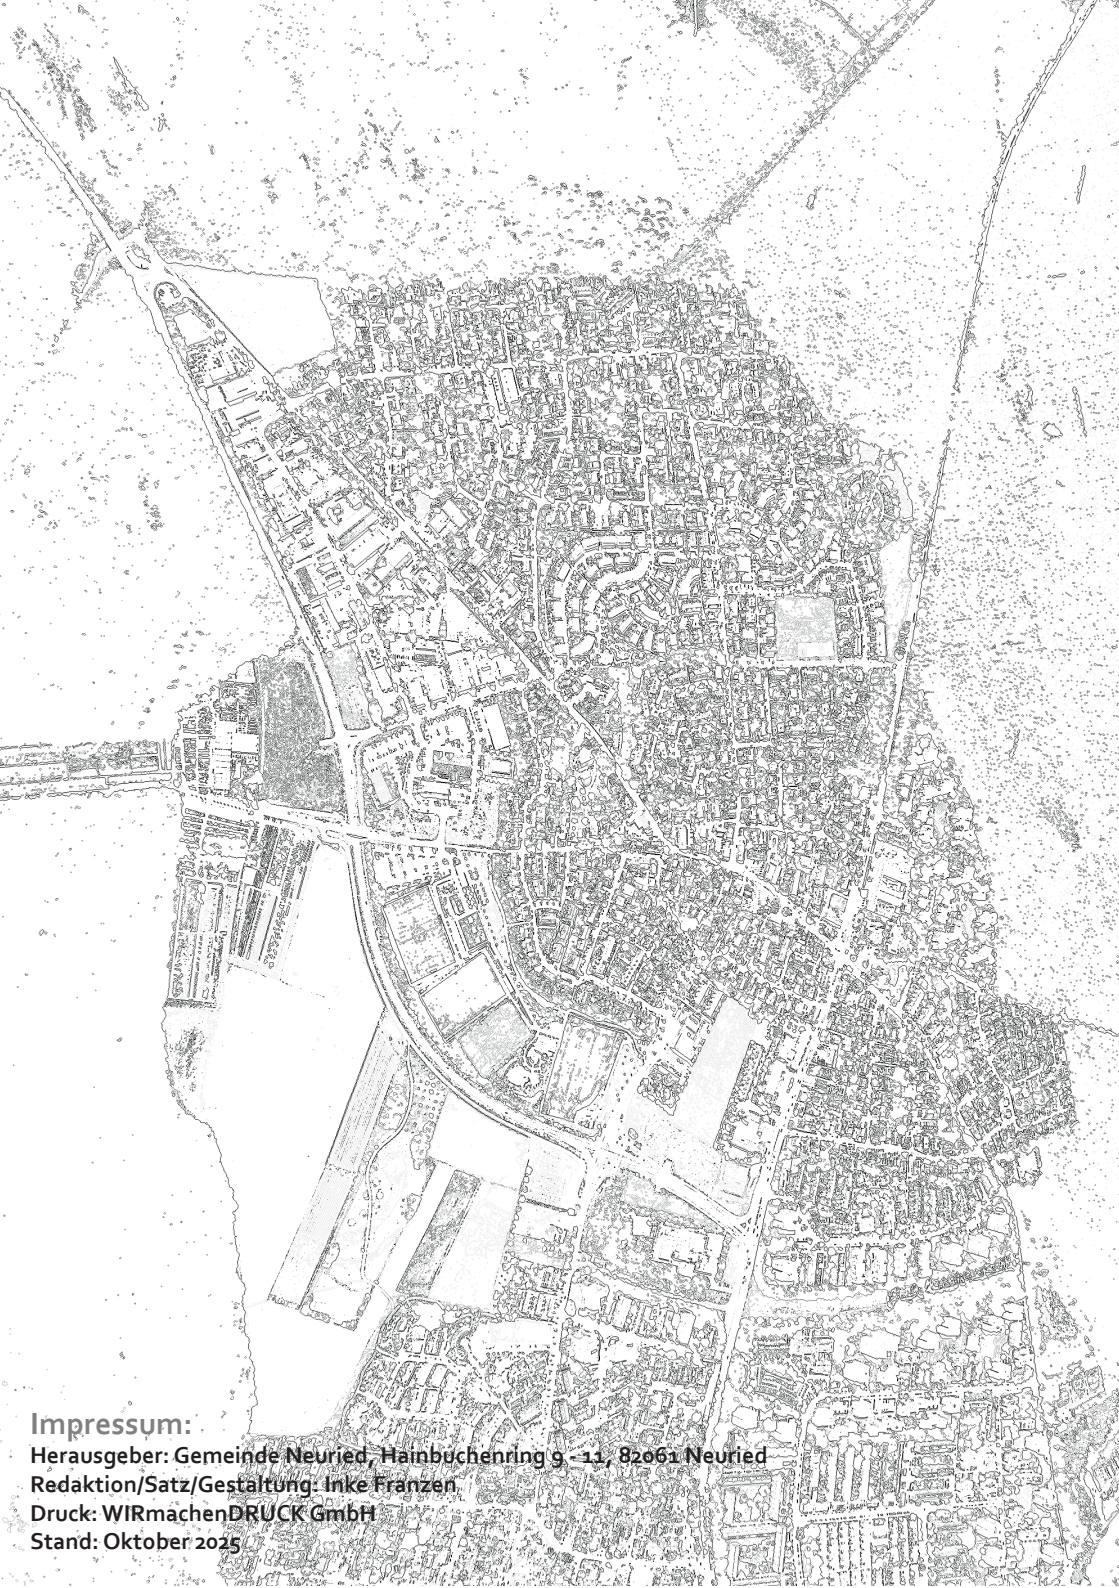 Impressum:
Herausgeber: Gemeinde Neuried, Hainbuchenring 9 - 11, 82061 Neuried
Redaktion/Satz/Gestaltung: Inke Franzen
Druck: WIRmachenDRUCK GmbH
Stand: Oktober 2025